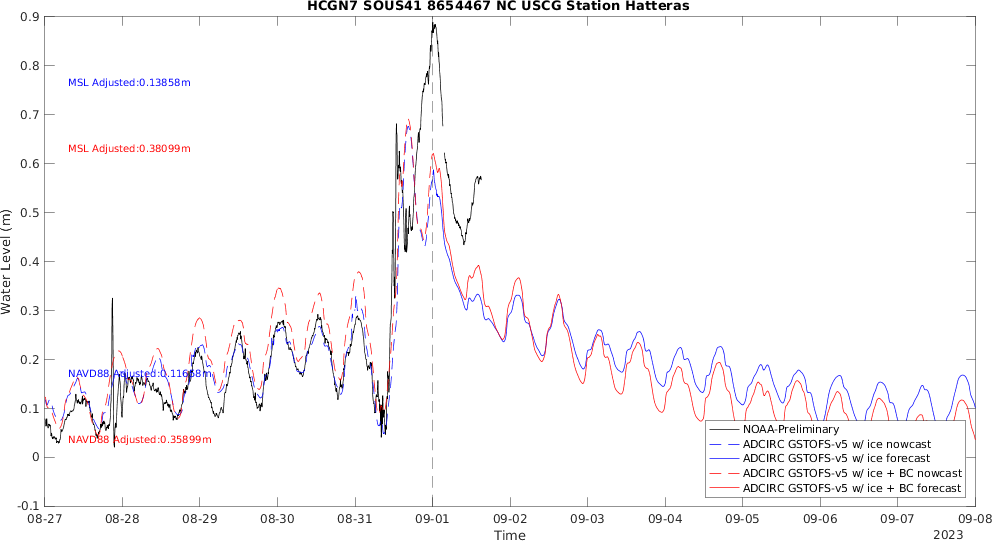 HCGN7 SOUS41 8654467 NC USCG Station Hatteras
Water Level (m)
0.9
0.8
0.7
0.6
0.5
0.4
0.3
0.2
0.1
0
-0.1
MSL Adjusted:0.13858m
MSL Adjusted:0.38099m
NAVD88 Adjusted:0.11658m
NAVD88 Adjusted:0.35899m
NOAA-Preliminary
ADCIRC GSTOFS-v5 w/ ice nowcast
ADCIRC GSTOFS-v5 w/ ice forecast
ADCIRC GSTOFS-v5 w/ ice + BC nowcast
ADCIRC GSTOFS-v5 w/ ice + BC forecast
08-27 08-28 08-29 08-30 08-31 09-01 09-02 09-03 09-04 09-05 09-06 09-07 09-08
Time
2023